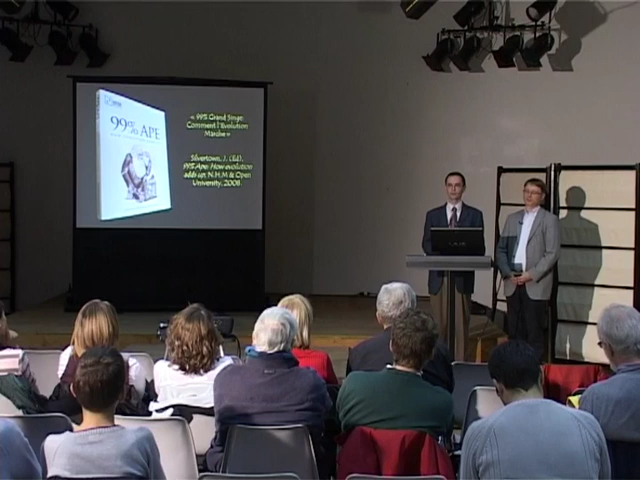 99% APE
« 99% Grand Singe:
Comment l'Evolution
Marche »
Silvertown, J. (Ed).
99% Ape: How evolution
adds up; N.H.M & Open
University, 2008